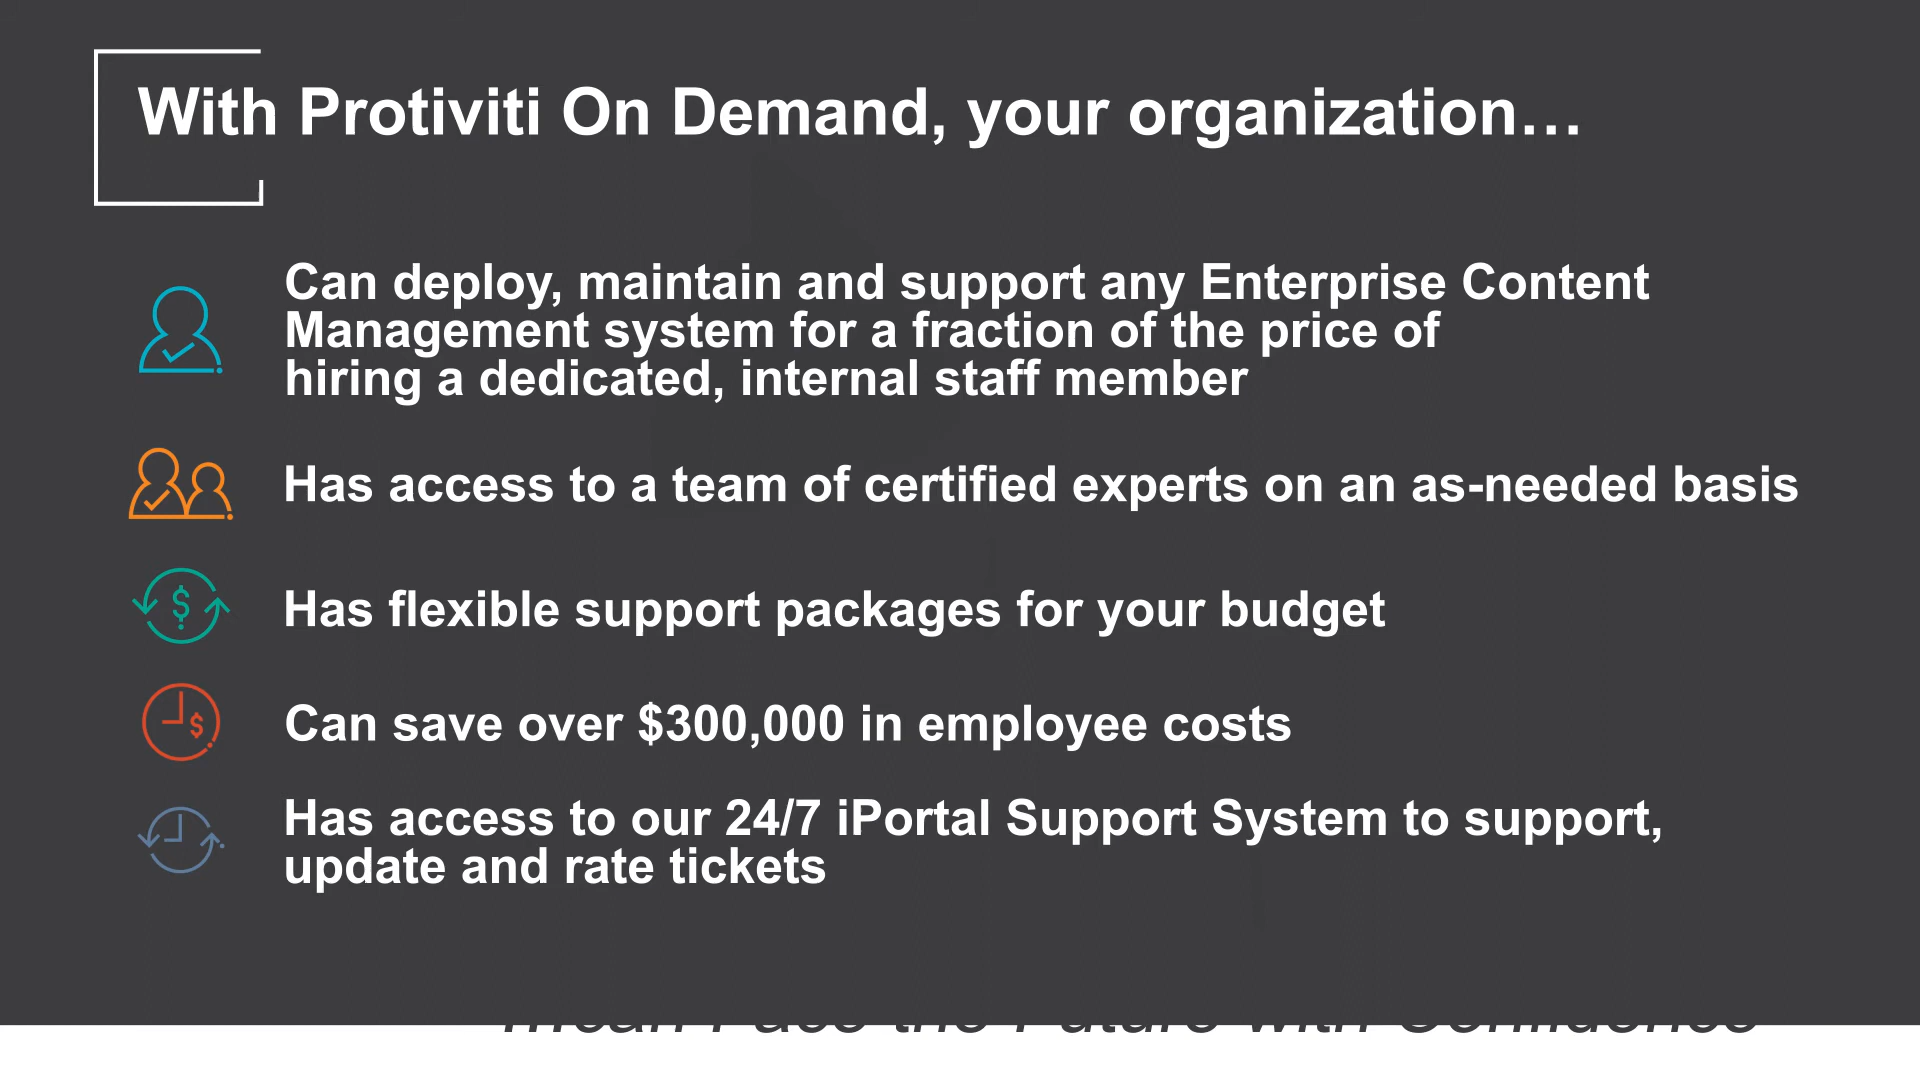 With Protiviti On Demand, your organization…
Can deploy, maintain and support any Enterprise Content
Management system for a fraction of the price of
hiring a dedicated, internal staff member
Has access to a team of certified experts on an as-needed basis
Has flexible support packages for your budget
Can save over $300,000 in employee costs
Has access to our 24/7 iPortal Support System to support,
update and rate tickets